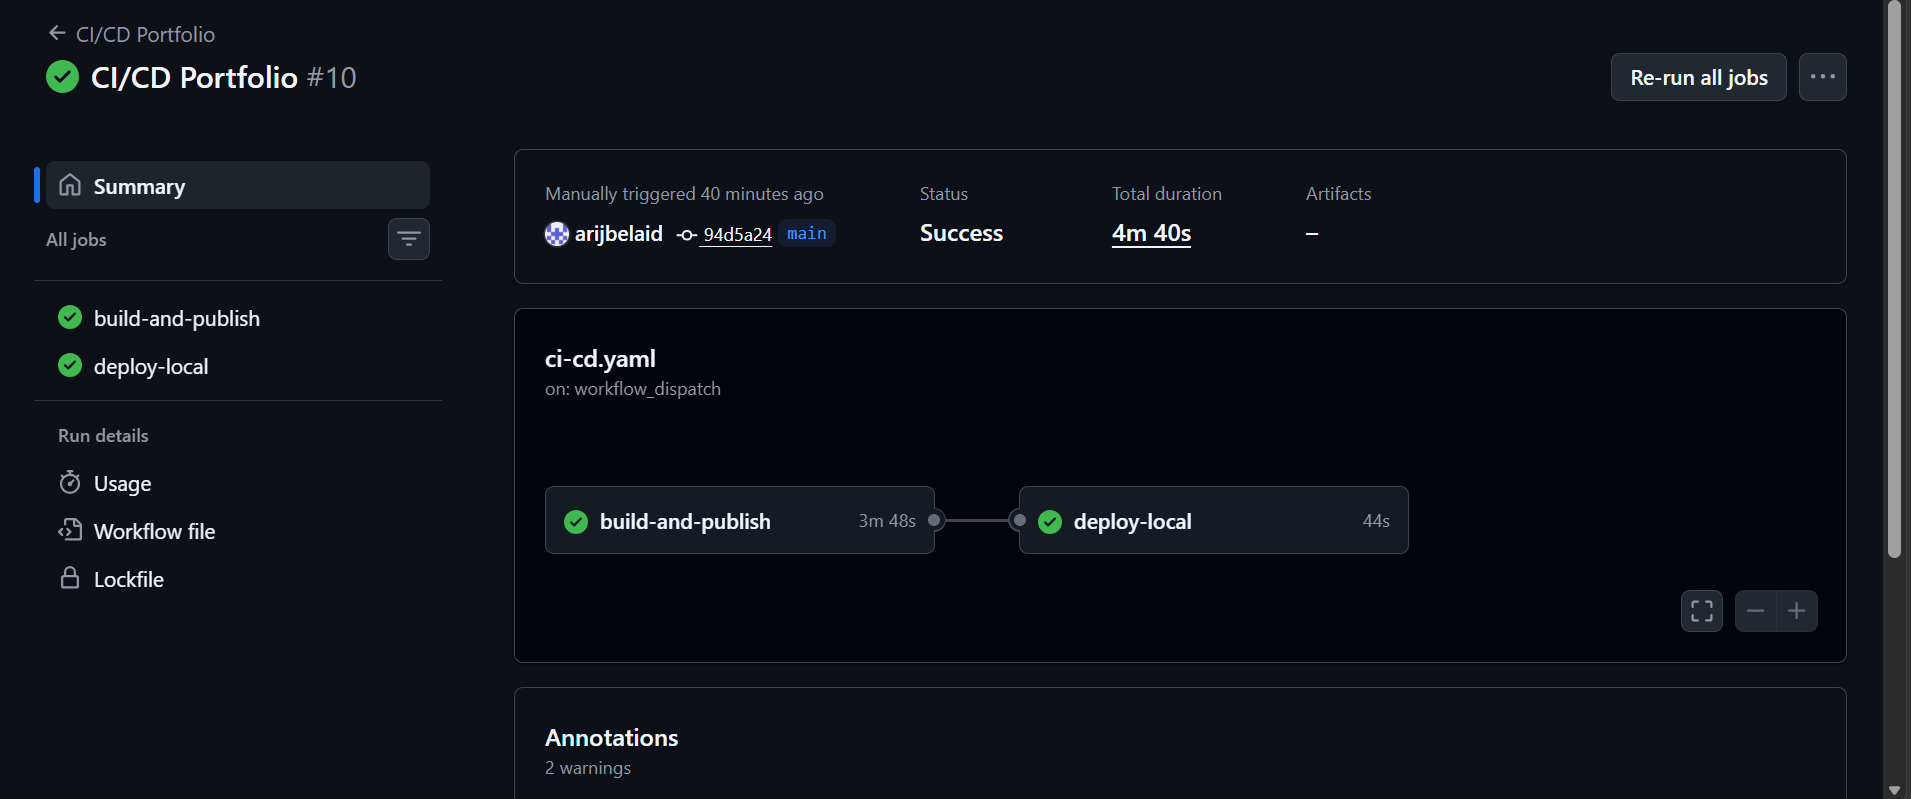 CI/CD Portfolio
CI/CD Portfolio #10
Re-run all jobs
Summary
All jobs
build-and-publish
deploy-local
Run details
Usage
Workflow file
Lockfile
Manually triggered 40 minutes ago
arijbelaid 94d5a24 main
Status
Success
Total duration
4m 40s
Artifacts
–
ci-cd.yaml
on: workflow_dispatch
build-and-publish 3m 48s
deploy-local 44s
Annotations
2 warnings